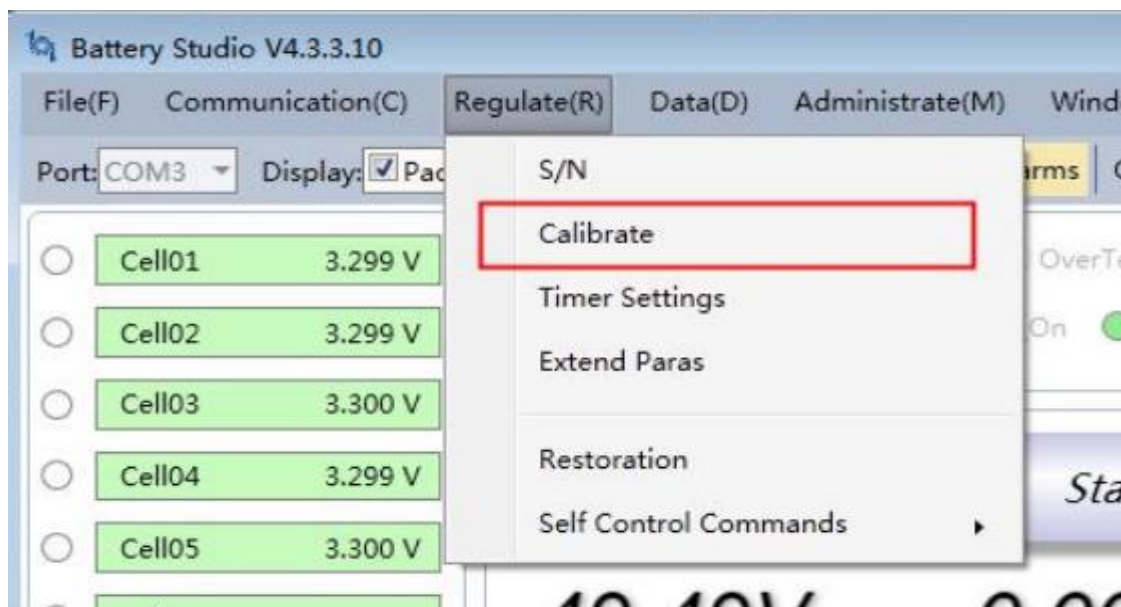 Battery Studio V4.3.3.10
File(F) Communication(C) Regulate(R) Data(D) Administrate(M)
Port: COM3 Display:
S/N
Calibrate
Timer Settings
Extend Paras
Restoration
Self Control Commands
On
Cell01 3.299 V
Cell02 3.299 V
Cell03 3.300 V
Cell04 3.299 V
Cell05 3.300 V